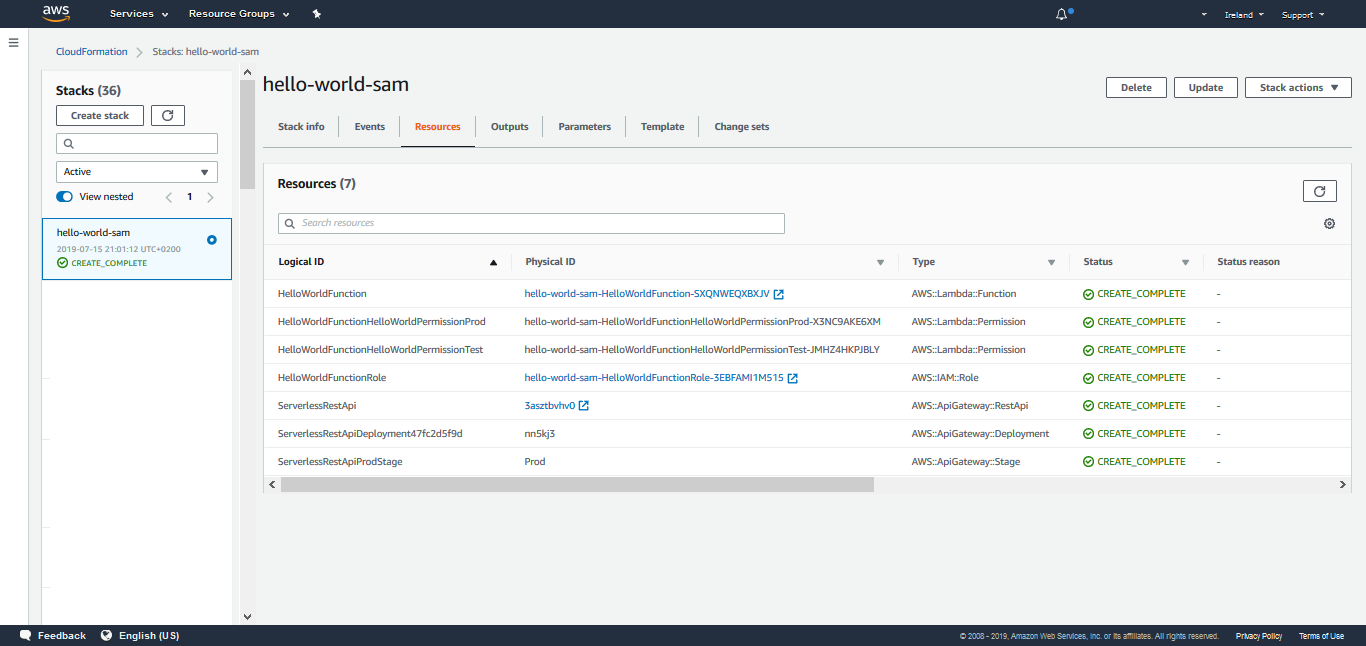 aws Services Resource Groups Ireland Support
CloudFormation Stacks: hello-world-sam
Stacks (36)
Create stack
Active
View nested 1
hello-world-sam
2019-07-15 21:01:12 UTC+0200
CREATE_COMPLETE
hello-world-sam
Delete Update Stack actions
Stack info Events Resources Outputs Parameters Template Change sets
Resources (7)
Search resources
Logical ID Physical ID Type Status Status reason
HelloWorldFunction hello-world-sam-HelloWorldFunction-SXQNWEQXBXJV AWS::Lambda::Function CREATE_COMPLETE -
HelloWorldFunctionHelloWorldPermissionProd hello-world-sam-HelloWorldFunctionHelloWorldPermissionProd-X3NC9AKE6XM AWS::Lambda::Permission CREATE_COMPLETE -
HelloWorldFunctionHelloWorldPermissionTest hello-world-sam-HelloWorldFunctionHelloWorldPermissionTest-JMHZ4HKPJBLY AWS::Lambda::Permission CREATE_COMPLETE -
HelloWorldFunctionRole hello-world-sam-HelloWorldFunctionRole-3EBFAMI1M515 AWS::IAM::Role CREATE_COMPLETE -
ServerlessRestApi 3asztbvhv0 AWS::ApiGateway::RestApi CREATE_COMPLETE -
ServerlessRestApiDeployment47fc2d5f9d nn5kj3 AWS::ApiGateway::Deployment CREATE_COMPLETE -
ServerlessRestApiProdStage Prod AWS::ApiGateway::Stage CREATE_COMPLETE -
Feedback English (US) © 2008 - 2019, Amazon Web Services, Inc. or its affiliates. All rights reserved. Privacy Policy Terms of Use